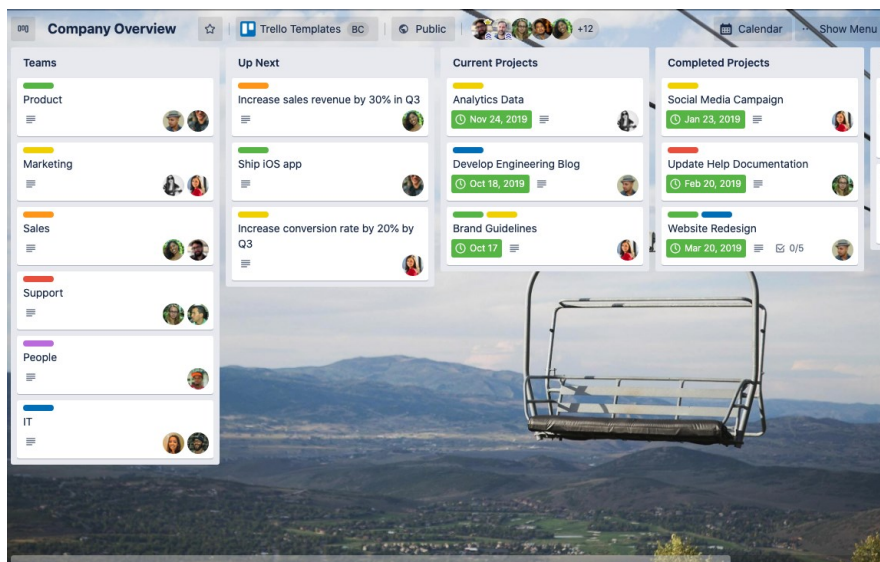 Company Overview
Trello Templates BC
Public
+12
Calendar
··· Show Menu
Teams
Product
Marketing
Sales
Support
People
IT
Up Next
Increase sales revenue by 30% in Q3
Ship iOS app
Increase conversion rate by 20% by
Q3
Current Projects
Analytics Data
Nov 24, 2019
Develop Engineering Blog
Oct 18, 2019
Brand Guidelines
Oct 17
Completed Projects
Social Media Campaign
Jan 23, 2019
Update Help Documentation
Feb 20, 2019
Website Redesign
Mar 20, 2019 0/5